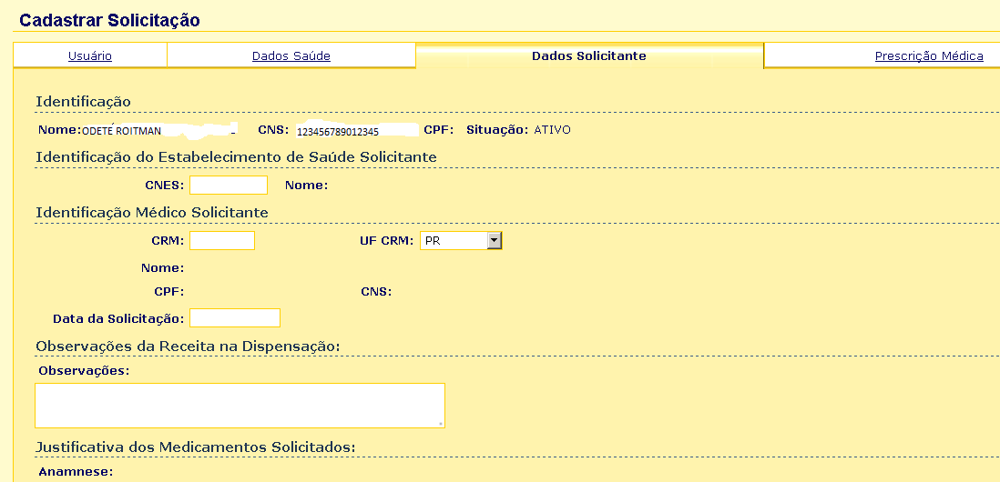 Cadastrar Solicitação
Usuário Dados Saúde Dados Solicitante Prescrição Médica
Identificação
Nome: ODETE ROITMAN CNS: 123456789012345 CPF: Situação: ATIVO
Identificação do Estabelecimento de Saúde Solicitante
CNES: Nome:
Identificação Médico Solicitante
CRM: UF CRM: PR
Nome:
CPF: CNS:
Data da Solicitação:
Observações da Receita na Dispensação:
Observações:
Justificativa dos Medicamentos Solicitados:
Anamnese: